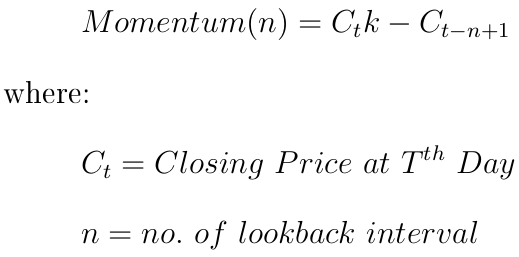 Momentum(n) = C_t k − C_{t−n+1}
where:
C_t = Closing Price at T^{th} Day
n = no. of lookback interval